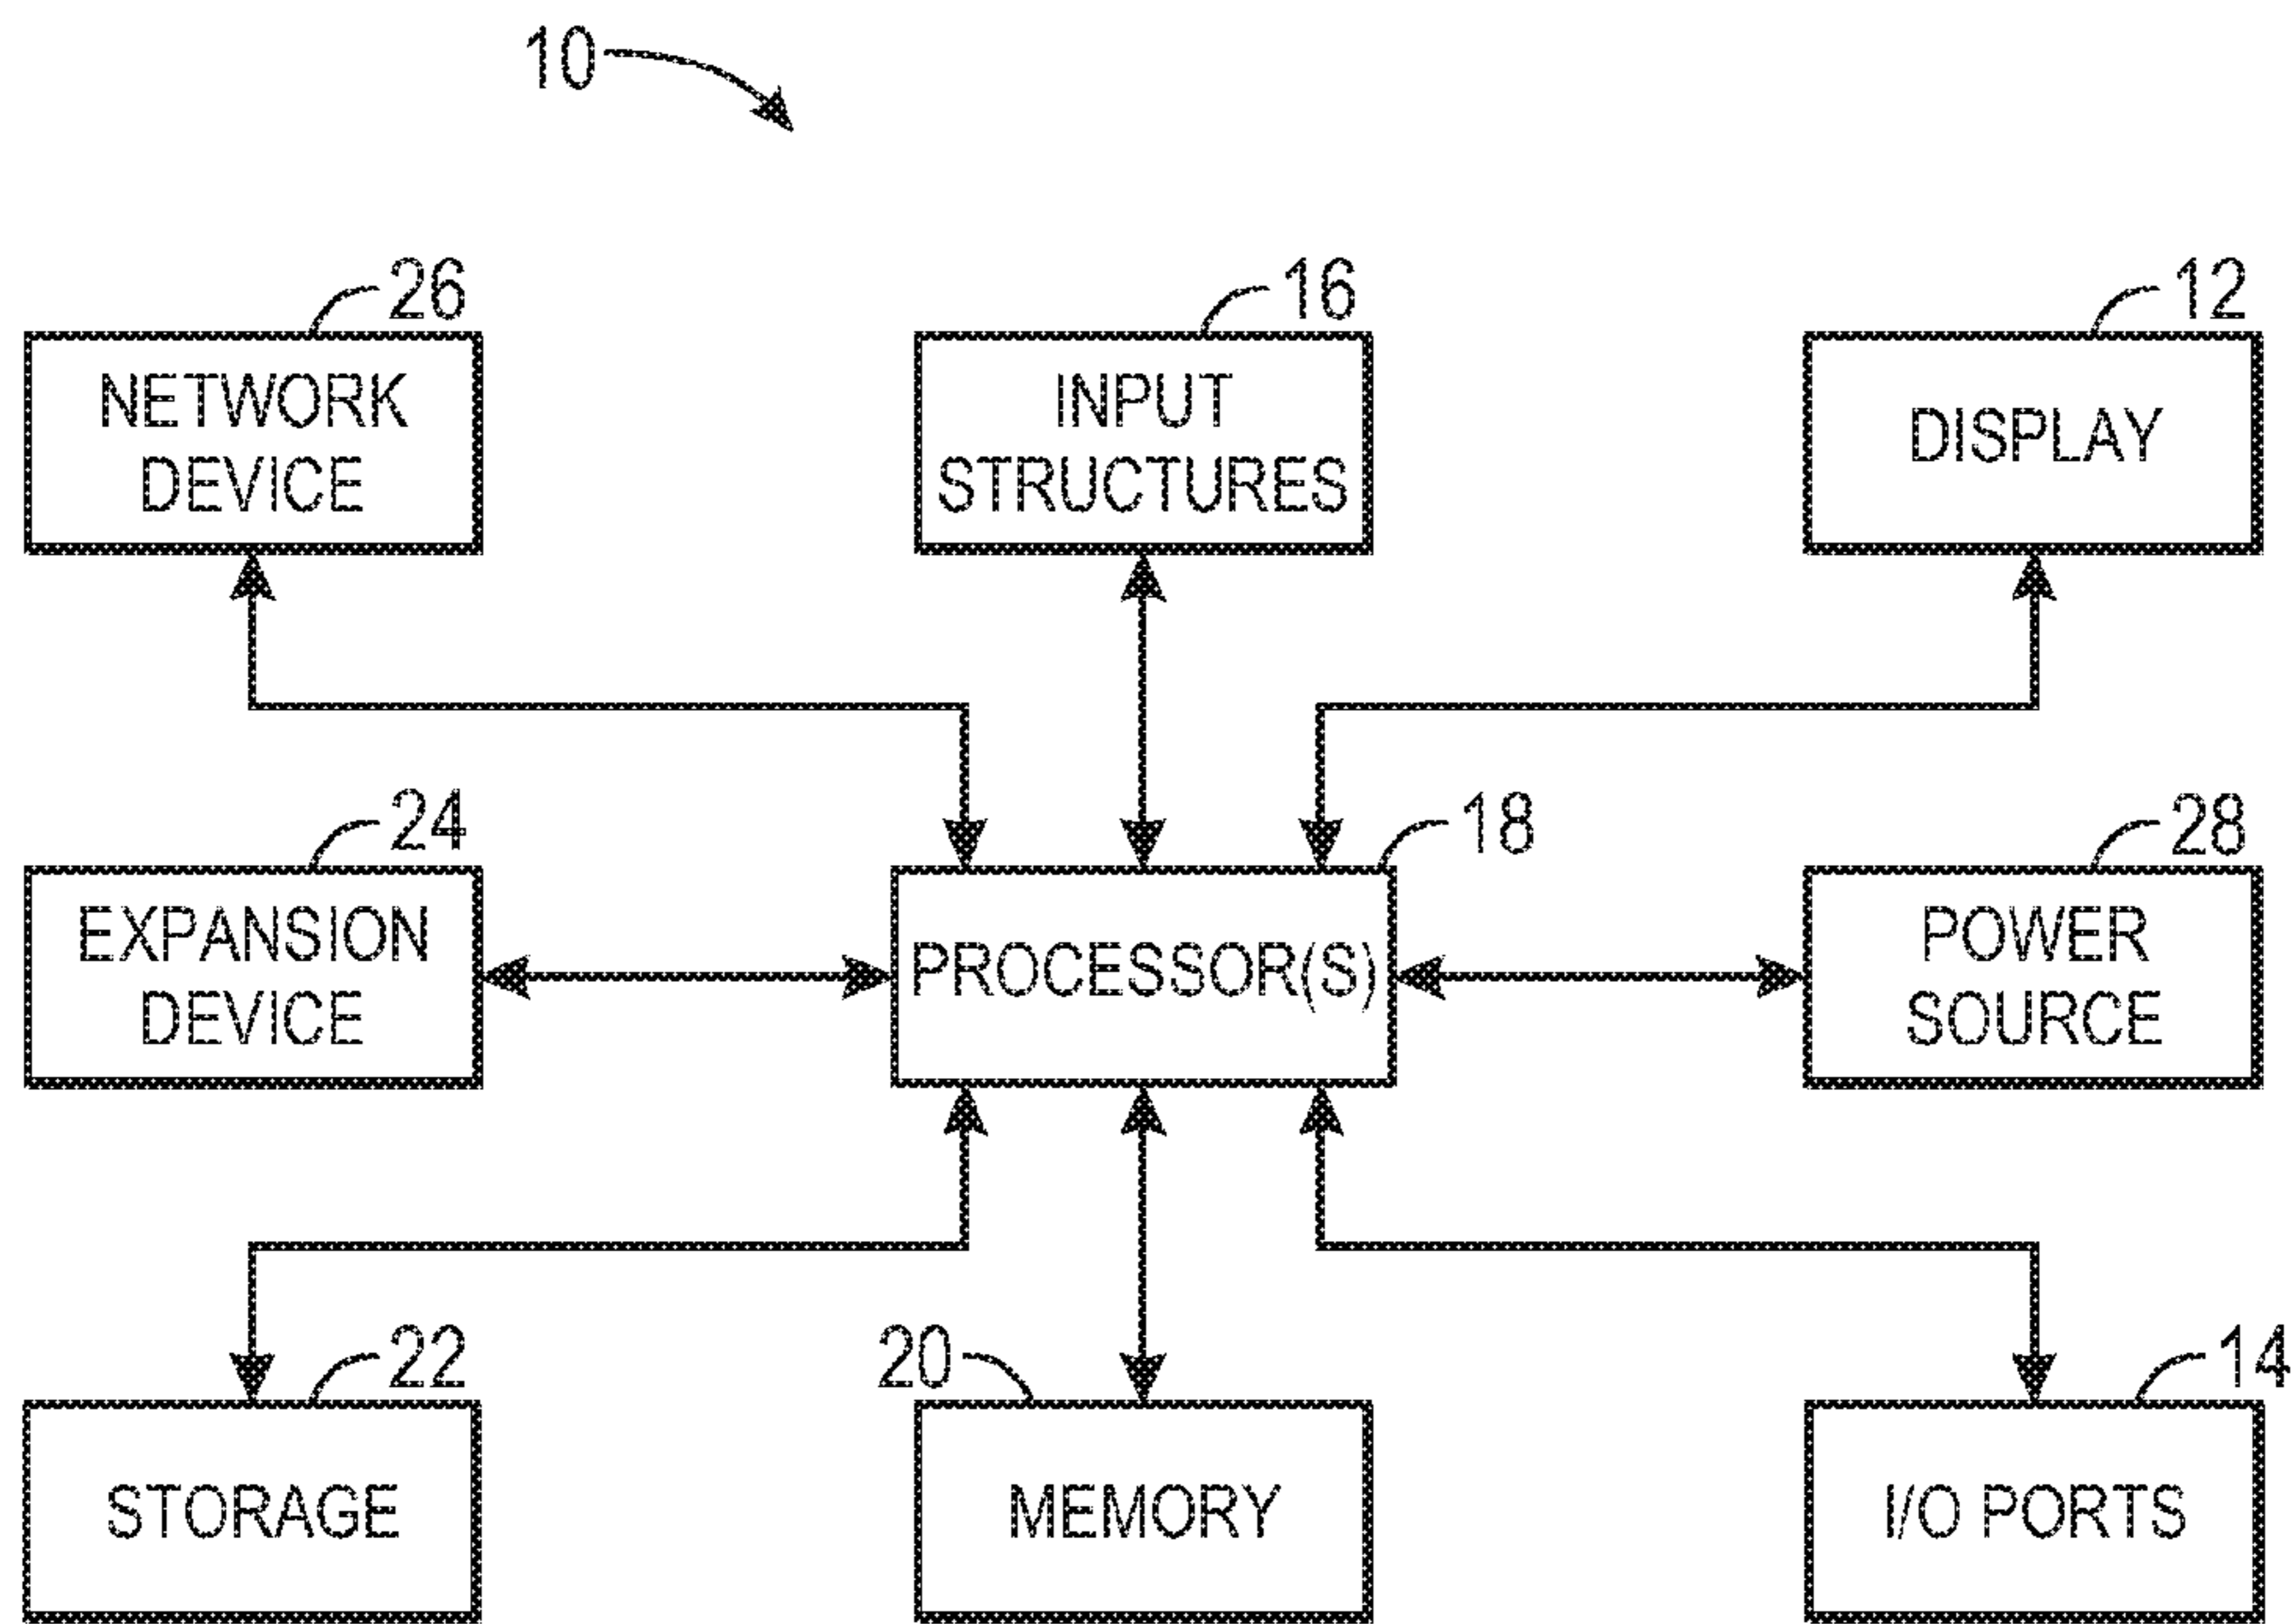 10
26
16
12
NETWORK
DEVICE
INPUT
STRUCTURES
DISPLAY
24
18
28
EXPANSION
DEVICE
PROCESSOR(S)
POWER
SOURCE
22
20
14
STORAGE
MEMORY
I/O PORTS